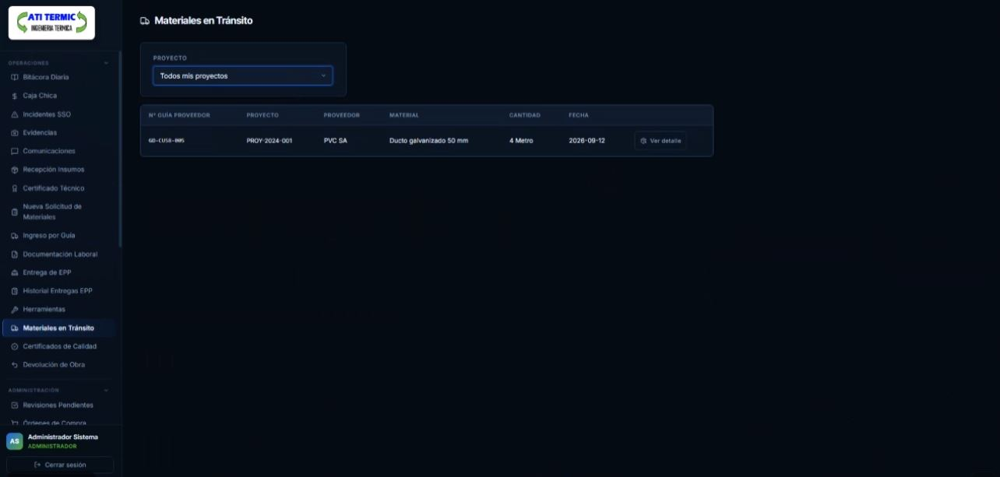 ATI TERMIC
INGENIERIA TERMICA
OPERACIONES
Bitácora Diaria
Caja Chica
Incidentes SSO
Evidencias
Comunicaciones
Recepción Insumos
Certificado Técnico
Nueva Solicitud de
Materiales
Ingreso por Guía
Documentación Laboral
Entrega de EPP
Historial Entregas EPP
Herramientas
Materiales en Tránsito
Certificados de Calidad
Devolución de Obra
ADMINISTRACIÓN
Revisiones Pendientes
Órdenes de Compra
AS
Administrador Sistema
ADMINISTRADOR
Cerrar sesión
Materiales en Tránsito
PROYECTO
Todos mis proyectos
N° GUÍA PROVEEDOR PROYECTO PROVEEDOR MATERIAL CANTIDAD FECHA
GD-CU58-005 PROY-2024-001 PVC SA Ducto galvanizado 50 mm 4 Metro 2026-09-12 Ver detalle